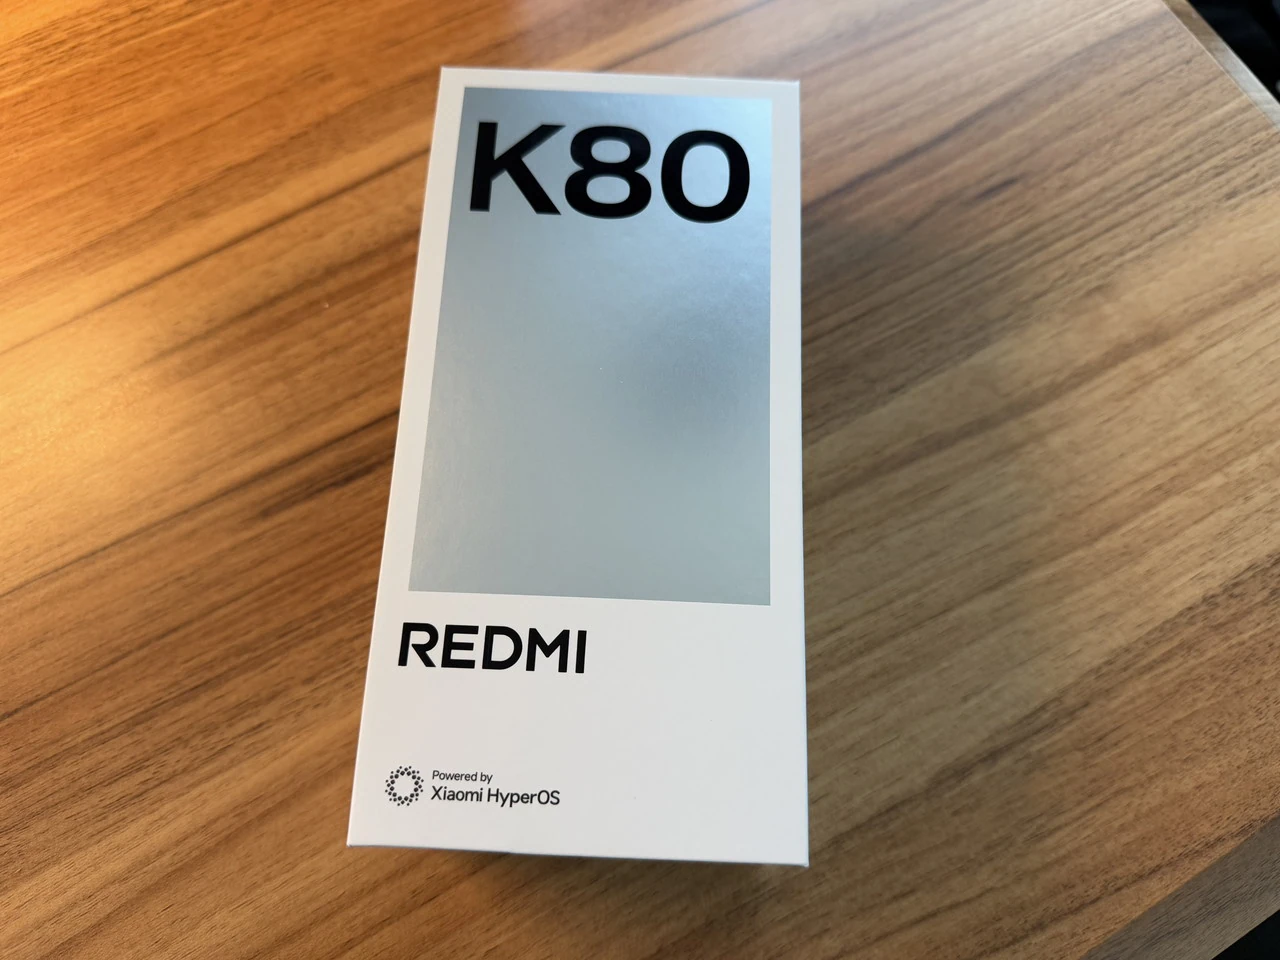 K80
REDMI
Powered by
Xiaomi HyperOS